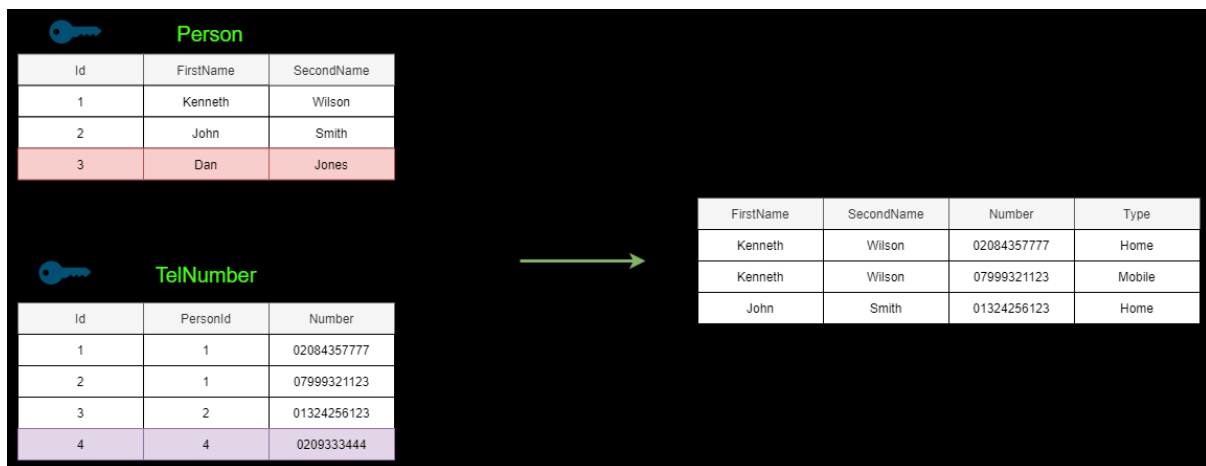 Person
Id FirstName SecondName
1 Kenneth Wilson
2 John Smith
3 Dan Jones
TelNumber
Id PersonId Number
1 1 02084357777
2 1 07999321123
3 2 01324256123
4 4 0209333444
FirstName SecondName Number Type
Kenneth Wilson 02084357777 Home
Kenneth Wilson 07999321123 Mobile
John Smith 01324256123 Home